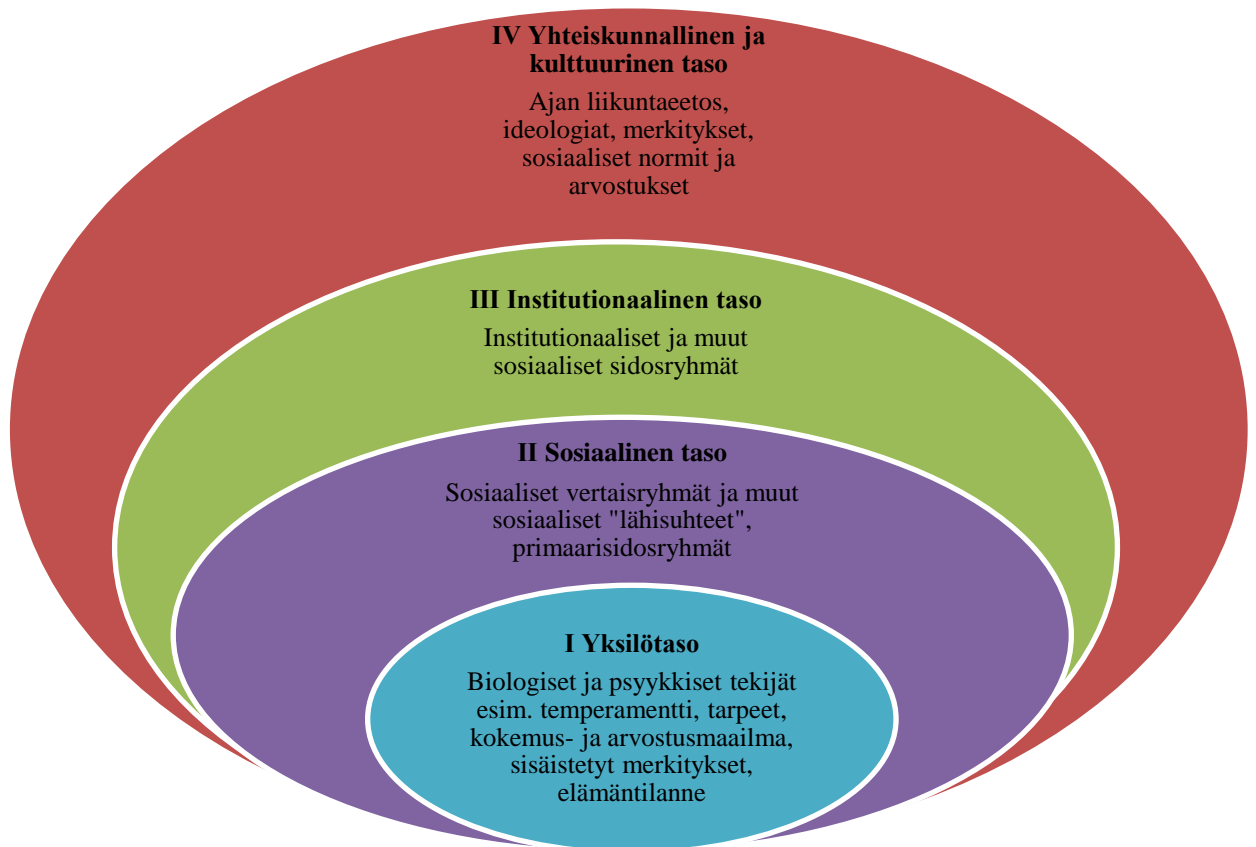 IV Yhteiskunnallinen ja
kulttuurinen taso
Ajan liikuntaeetos,
ideologiat, merkitykset,
sosiaaliset normit ja
arvostukset
III Institutionaalinen taso
Institutionaaliset ja muut
sosiaaliset sidosryhmät
II Sosiaalinen taso
Sosiaaliset vertaisryhmät ja muut
sosiaaliset "lähisuhteet",
primaarisidosryhmät
I Yksilötaso
Biologiset ja psyykkiset tekijät
esim. temperamentti, tarpeet,
kokemus- ja arvostusmaailma,
sisäistetyt merkitykset,
elämäntilanne